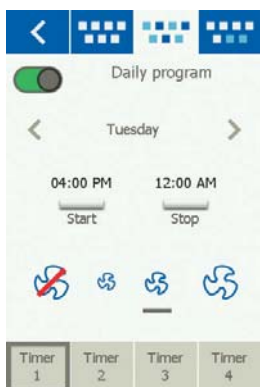 Daily program
Tuesday
04:00 PM 12:00 AM
Start Stop
Timer Timer Timer Timer
1 2 3 4